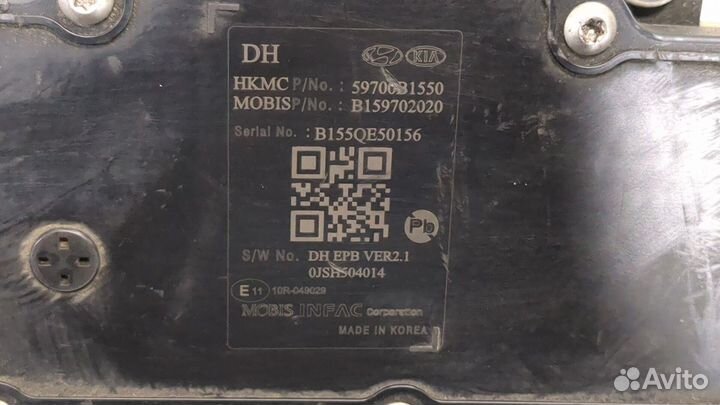 DH KIA
HKMC P/No. : 59700B1550
MOBIS P/No. : B159702020
Serial No. : B155QE50156
Pb
S/W No. DH EPB VER2.1
0JSH504014
E11 10R-049029
MOBIS INFAC Corporation
MADE IN KOREA
Avito